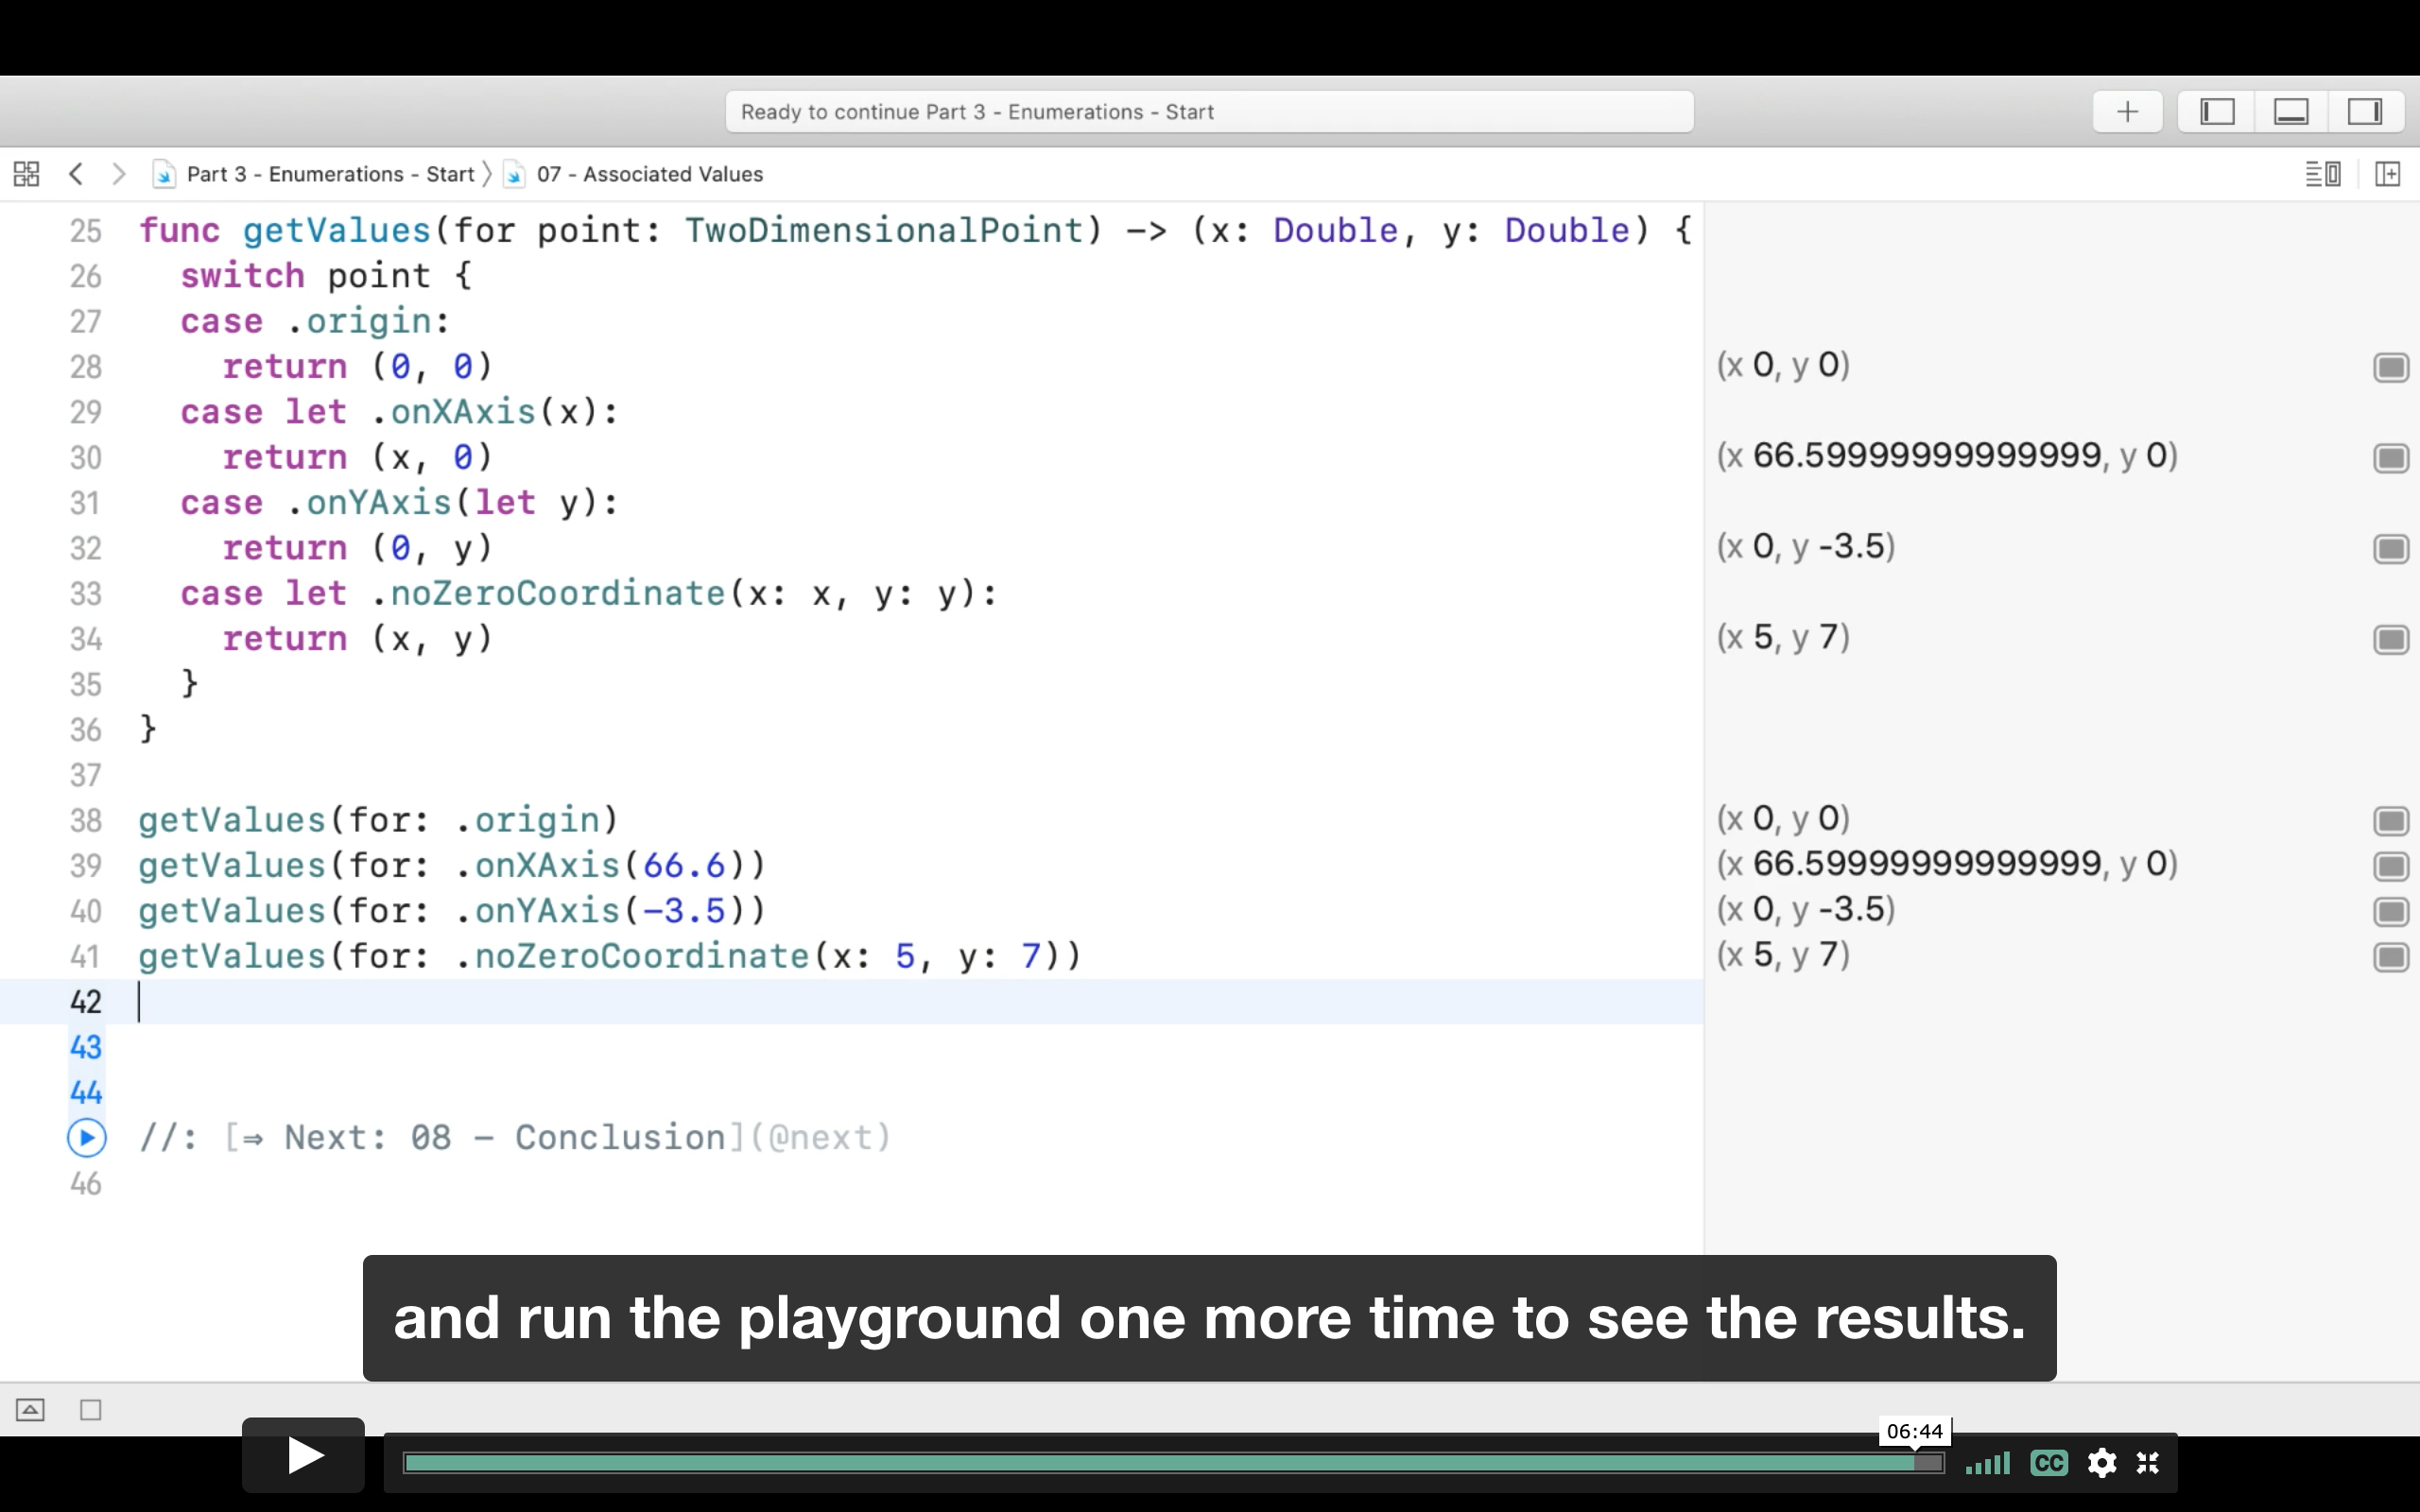 Ready to continue Part 3 - Enumerations - Start
Part 3 - Enumerations - Start 〉 07 - Associated Values
25 func getValues(for point: TwoDimensionalPoint) -> (x: Double, y: Double) {
26 switch point {
27 case .origin:
28 return (0, 0) (x 0, y 0)
29 case let .onXAxis(x):
30 return (x, 0) (x 66.59999999999999, y 0)
31 case .onYAxis(let y):
32 return (0, y) (x 0, y -3.5)
33 case let .noZeroCoordinate(x: x, y: y):
34 return (x, y) (x 5, y 7)
35 }
36 }
37
38 getValues(for: .origin) (x 0, y 0)
39 getValues(for: .onXAxis(66.6)) (x 66.59999999999999, y 0)
40 getValues(for: .onYAxis(-3.5)) (x 0, y -3.5)
41 getValues(for: .noZeroCoordinate(x: 5, y: 7)) (x 5, y 7)
42
43
44
//: [⇒ Next: 08 - Conclusion](@next)
46
and run the playground one more time to see the results.
06:44
CC